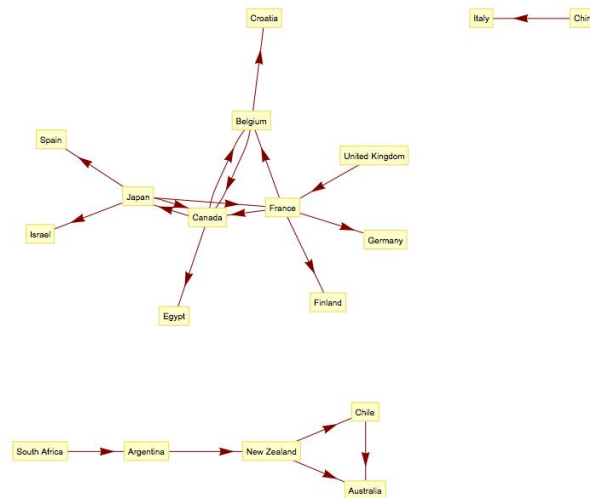 Croatia
Italy
Belgium
Spain
United Kingdom
Japan
France
Canada
Israel
Germany
Finland
Egypt
Chile
South Africa
Argentina
New Zealand
Australia